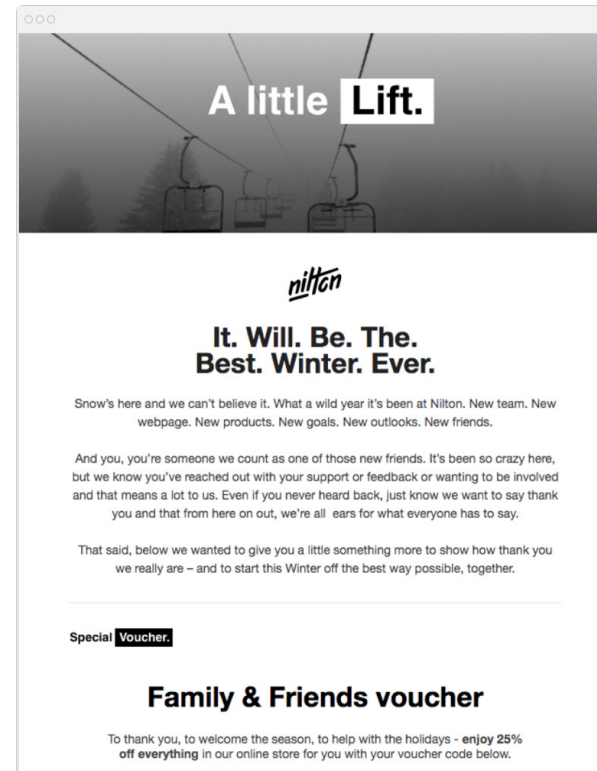 A little Lift.
nilton
It. Will. Be. The.
Best. Winter. Ever.
Snow's here and we can't believe it. What a wild year it's been at Nilton. New team. New
webpage. New products. New goals. New outlooks. New friends.
And you, you're someone we count as one of those new friends. It's been so crazy here,
but we know you've reached out with your support or feedback or wanting to be involved
and that means a lot to us. Even if you never heard back, just know we want to say thank
you and that from here on out, we're all  ears for what everyone has to say.
That said, below we wanted to give you a little something more to show how thank you
we really are – and to start this Winter off the best way possible, together.
Special Voucher.
Family & Friends voucher
To thank you, to welcome the season, to help with the holidays - enjoy 25%
off everything in our online store for you with your voucher code below.